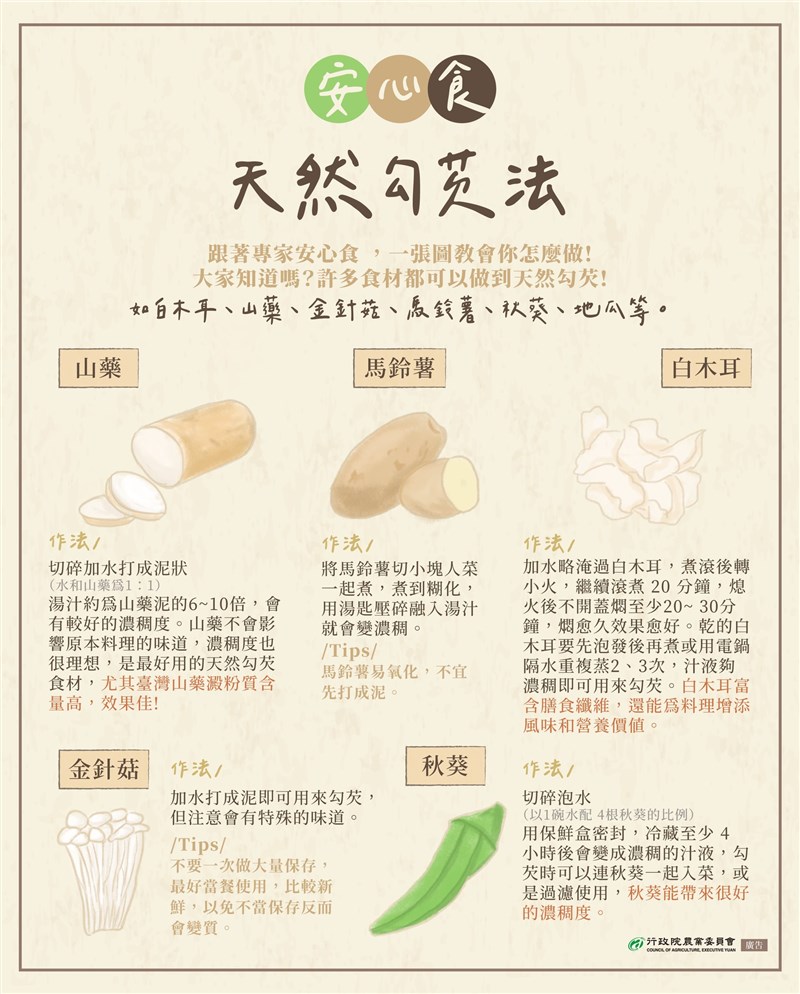 安心食
天然勾芡法
跟著專家安心食，一張圖教會你怎麼做!
大家知道嗎?許多食材都可以做到天然勾芡!
如白木耳、山藥、金針菇、馬鈴薯、秋葵、地瓜等。
山藥
作法/
切碎加水打成泥狀
(水和山藥為1：1)
湯汁約為山藥泥的6~10倍，會
有較好的濃稠度。山藥不會影
響原本料理的味道，濃稠度也
很理想，是最好用的天然勾芡
食材，尤其臺灣山藥澱粉質含
量高，效果佳!
馬鈴薯
作法/
將馬鈴薯切小塊人菜
一起煮，煮到糊化，
用湯匙壓碎融入湯汁
就會變濃稠。
/Tips/
馬鈴薯易氧化，不宜
先打成泥。
白木耳
作法/
加水略淹過白木耳，煮滾後轉
小火，繼續滾煮 20 分鐘，熄
火後不開蓋燜至少20~ 30分
鐘，燜愈久效果愈好。乾的白
木耳要先泡發後再煮或用電鍋
隔水重複蒸2、3次，汁液夠
濃稠即可用來勾芡。白木耳富
含膳食纖維，還能為料理增添
風味和營養價值。
金針菇
作法/
加水打成泥即可用來勾芡，
但注意會有特殊的味道。
/Tips/
不要一次做大量保存，
最好當餐使用，比較新
鮮，以免不當保存反而
會變質。
秋葵
作法/
切碎泡水
(以1碗水配 4根秋葵的比例)
用保鮮盒密封，冷藏至少 4
小時後會變成濃稠的汁液，勾
芡時可以連秋葵一起入菜，或
是過濾使用，秋葵能帶來很好
的濃稠度。
行政院農業委員會 廣告
COUNCIL OF AGRICULTURE, EXECUTIVE YUAN